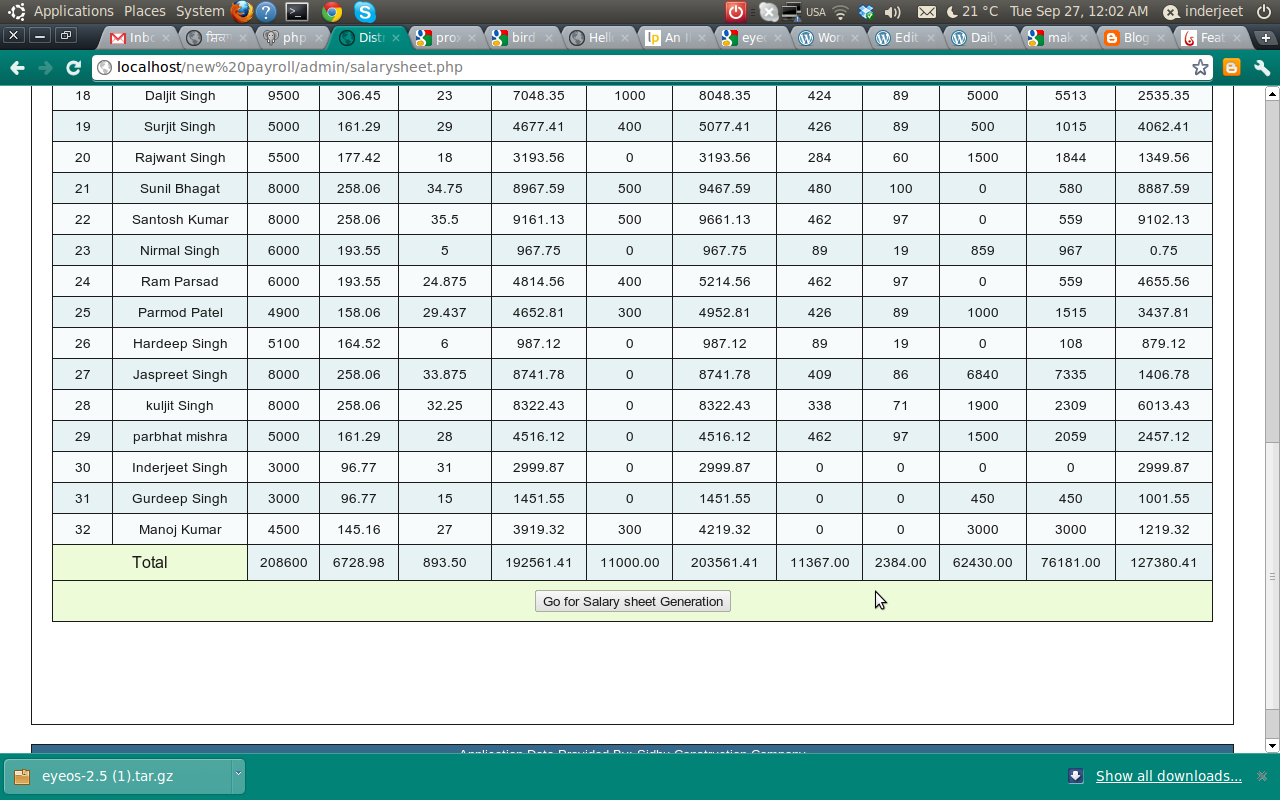 Applications Places System USA 21 °C Tue Sep 27, 12:02 AM inderjeet
Inbo php Dist pro bird Hell An I eyeo Wor Edit Dail mak Blog Feat
localhost/new%20payroll/admin/salarysheet.php
18 Daljit Singh 9500 306.45 23 7048.35 1000 8048.35 424 89 5000 5513 2535.35
19 Surjit Singh 5000 161.29 29 4677.41 400 5077.41 426 89 500 1015 4062.41
20 Rajwant Singh 5500 177.42 18 3193.56 0 3193.56 284 60 1500 1844 1349.56
21 Sunil Bhagat 8000 258.06 34.75 8967.59 500 9467.59 480 100 0 580 8887.59
22 Santosh Kumar 8000 258.06 35.5 9161.13 500 9661.13 462 97 0 559 9102.13
23 Nirmal Singh 6000 193.55 5 967.75 0 967.75 89 19 859 967 0.75
24 Ram Parsad 6000 193.55 24.875 4814.56 400 5214.56 462 97 0 559 4655.56
25 Parmod Patel 4900 158.06 29.437 4652.81 300 4952.81 426 89 1000 1515 3437.81
26 Hardeep Singh 5100 164.52 6 987.12 0 987.12 89 19 0 108 879.12
27 Jaspreet Singh 8000 258.06 33.875 8741.78 0 8741.78 409 86 6840 7335 1406.78
28 kuljit Singh 8000 258.06 32.25 8322.43 0 8322.43 338 71 1900 2309 6013.43
29 parbhat mishra 5000 161.29 28 4516.12 0 4516.12 462 97 1500 2059 2457.12
30 Inderjeet Singh 3000 96.77 31 2999.87 0 2999.87 0 0 0 0 2999.87
31 Gurdeep Singh 3000 96.77 15 1451.55 0 1451.55 0 0 450 450 1001.55
32 Manoj Kumar 4500 145.16 27 3919.32 300 4219.32 0 0 3000 3000 1219.32
Total 208600 6728.98 893.50 192561.41 11000.00 203561.41 11367.00 2384.00 62430.00 76181.00 127380.41
Go for Salary sheet Generation
Application Data Provided By: Sidhu Construction Company
eyeos-2.5 (1).tar.gz Show all downloads...